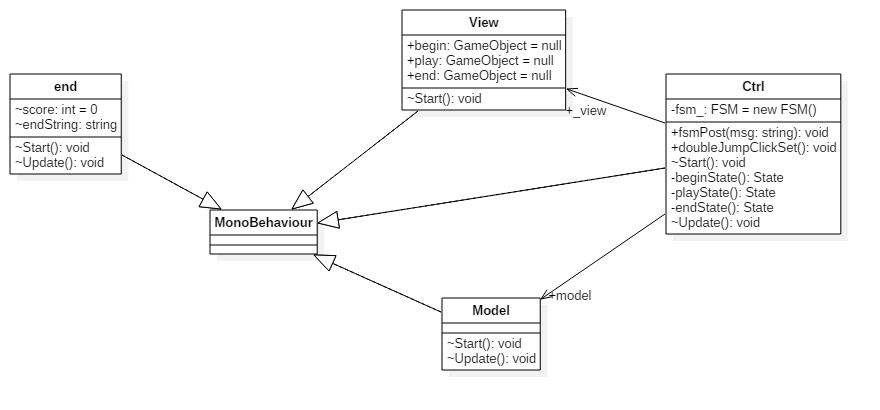 View
+begin: GameObject = null
+play: GameObject = null
+end: GameObject = null
~Start(): void
end
~score: int = 0
~endString: string
~Start(): void
~Update(): void
Ctrl
-fsm_: FSM = new FSM()
+fsmPost(msg: string): void
+doubleJumpClickSet(): void
~Start(): void
-beginState(): State
-playState(): State
-endState(): State
~Update(): void
+_view
MonoBehaviour
+model
Model
~Start(): void
~Update(): void